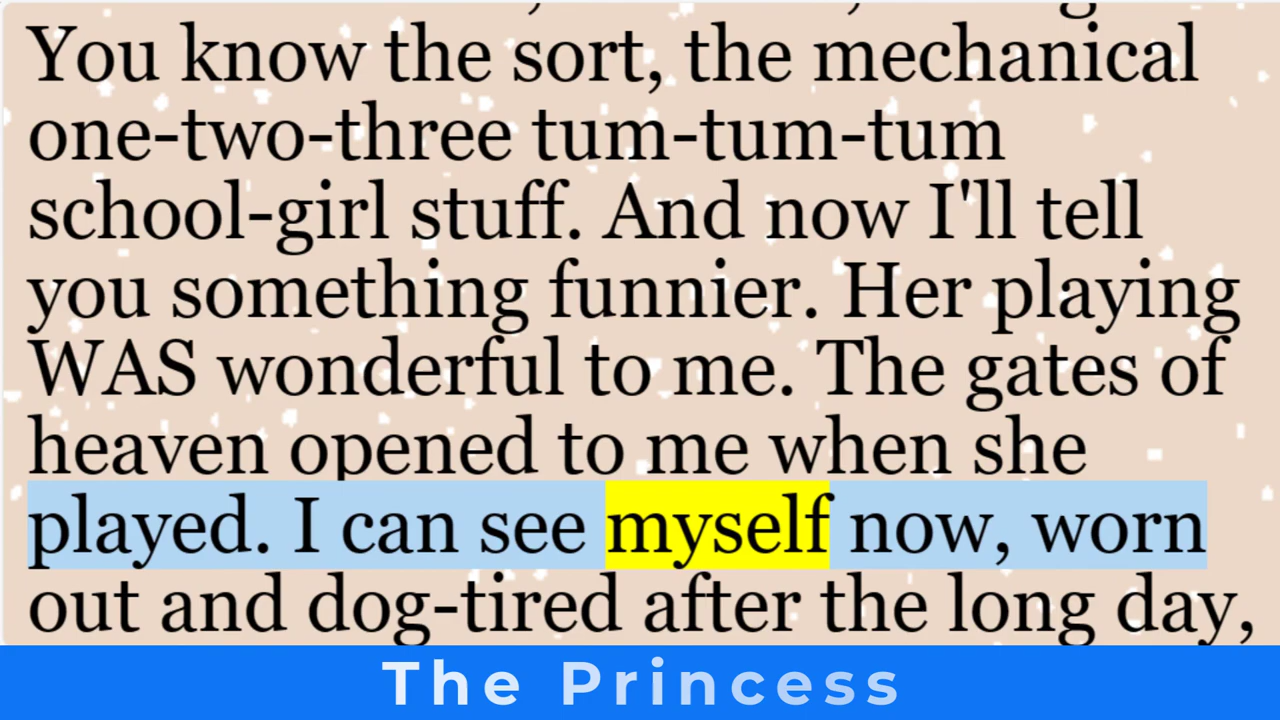 You know the sort, the mechanical
one-two-three tum-tum-tum
school-girl stuff. And now I'll tell
you something funnier. Her playing
WAS wonderful to me. The gates of
heaven opened to me when she
played. I can see myself now, worn
out and dog-tired after the long day,
The Princess